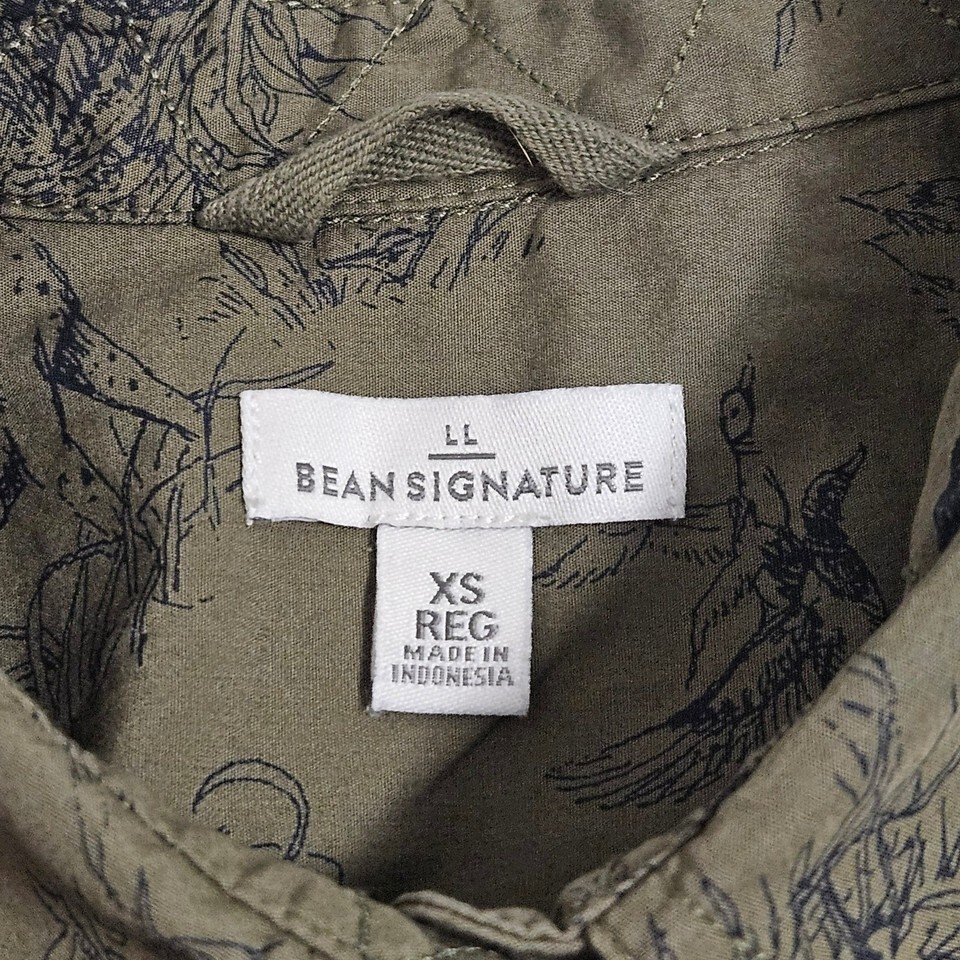 LL
BEAN SIGNATURE
XS
REG
MADE IN
INDONESIA